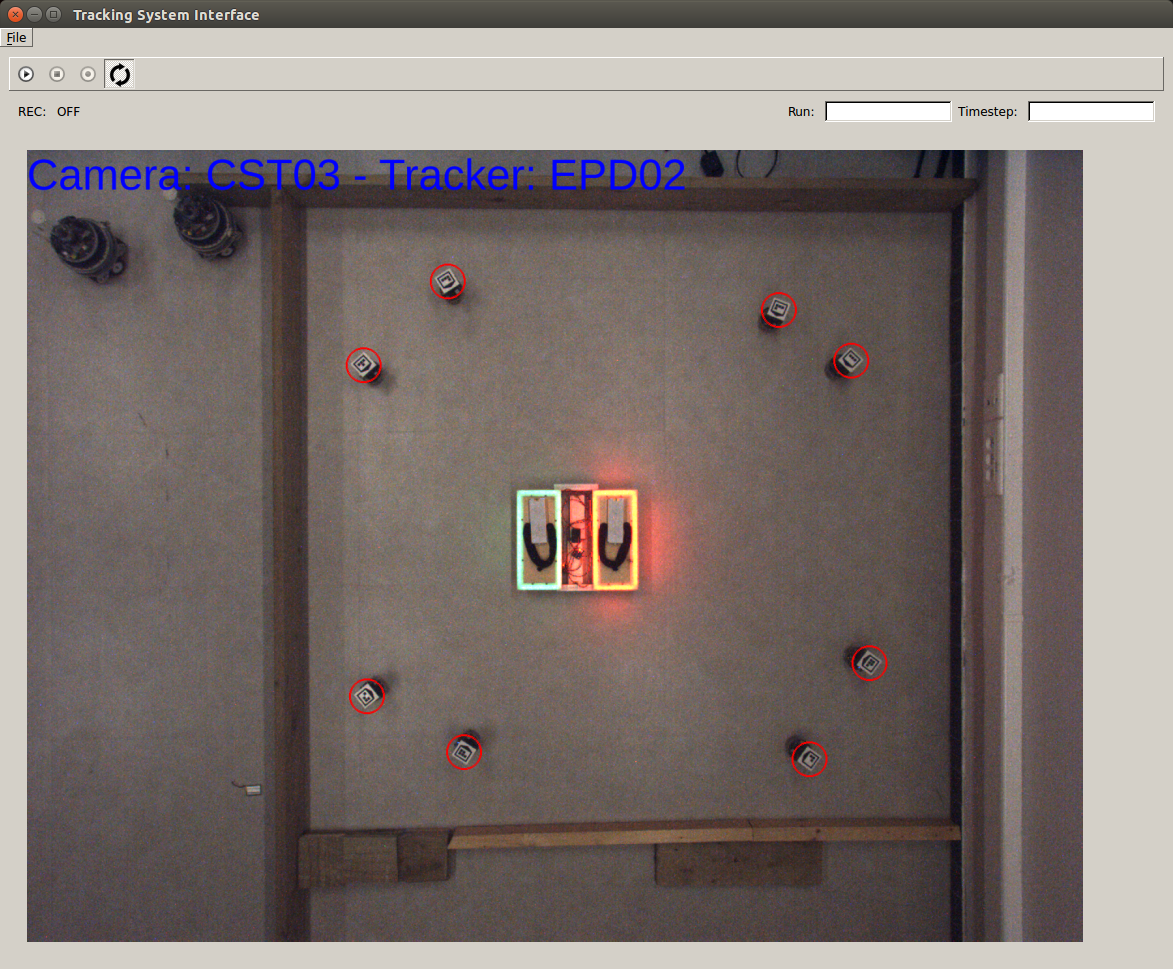 Tracking System Interface
File
REC: OFF
Run:
Timestep:
Camera: CST03 - Tracker: EPD02